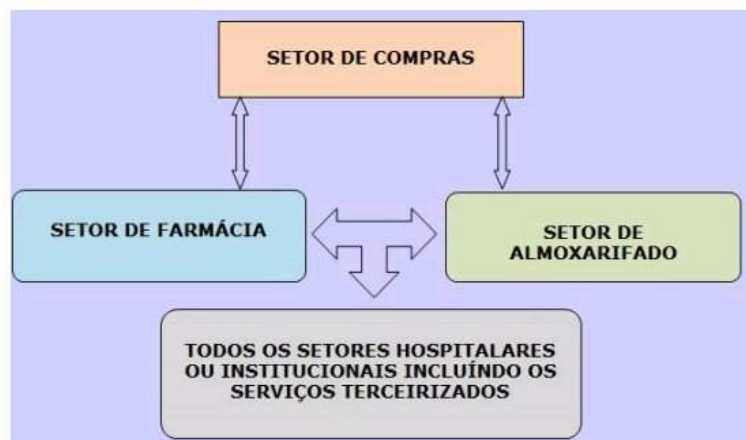 SETOR DE COMPRAS
SETOR DE FARMÁCIA
SETOR DE
ALMOXARIFADO
TODOS OS SETORES HOSPITALARES
OU INSTITUCIONAIS INCLUÍNDO OS
SERVIÇOS TERCEIRIZADOS